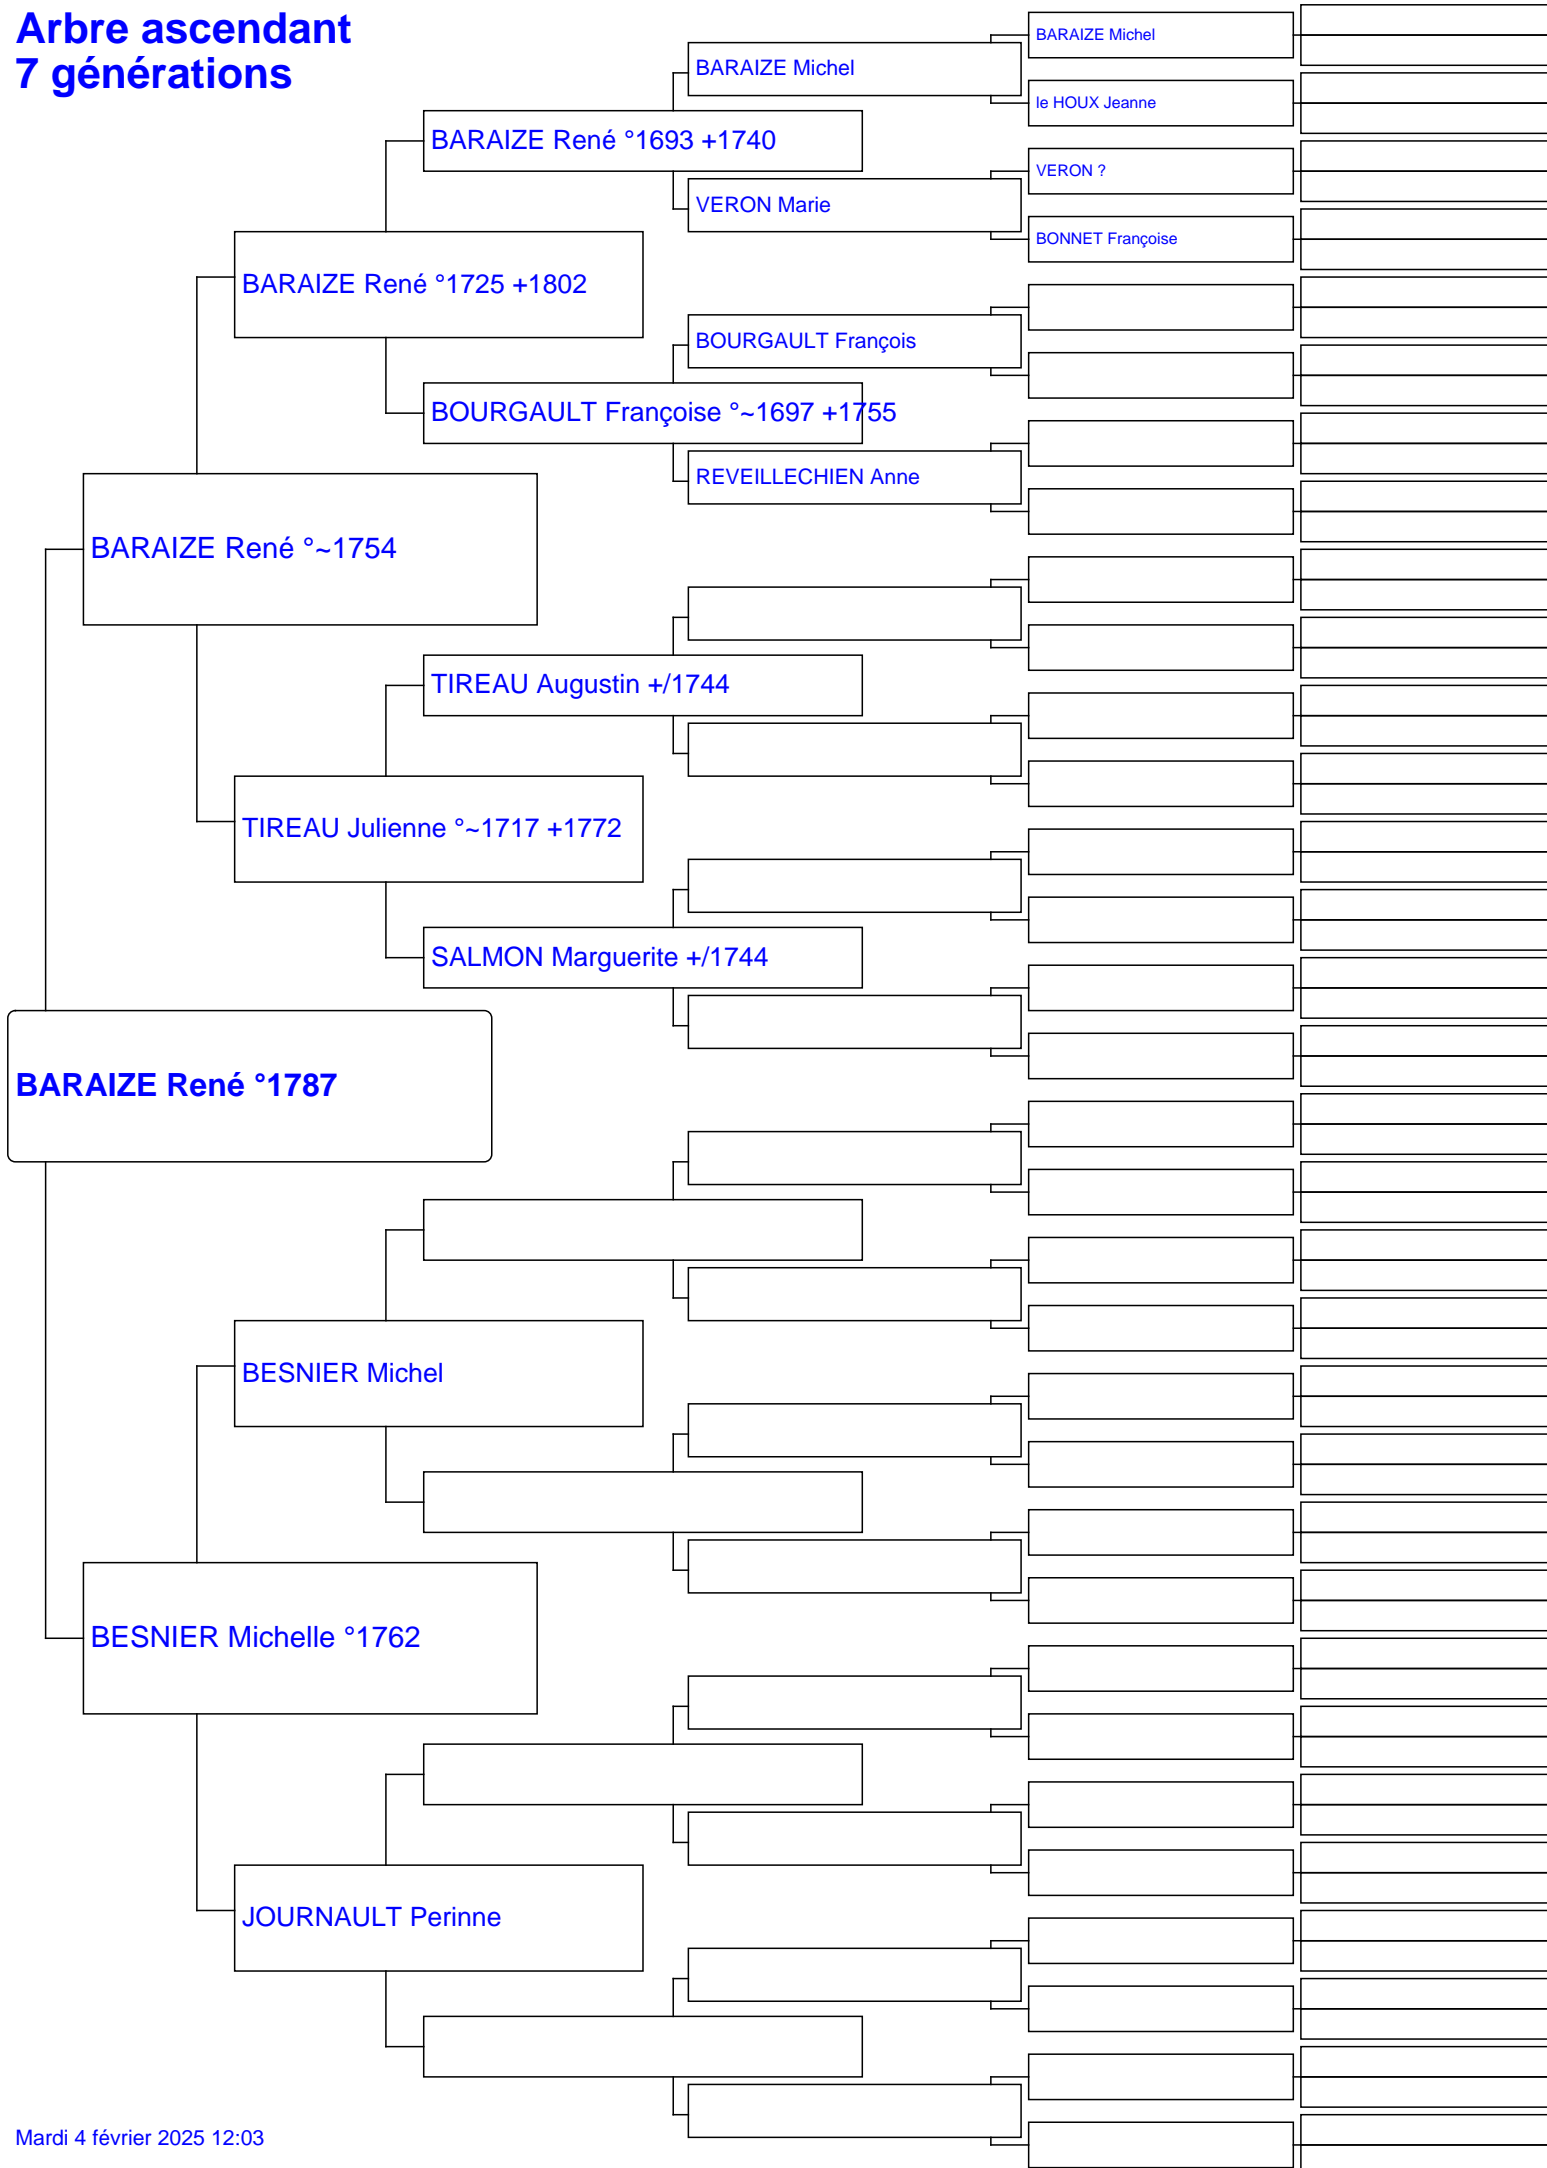 Arbre ascendant
7 générations
BARAIZE Michel
BARAIZE Michel
le HOUX Jeanne
BARAIZE René °1693 +1740
VERON ?
VERON Marie
BONNET Françoise
BARAIZE René °1725 +1802
BOURGAULT François
BOURGAULT Françoise °~1697 +1755
REVEILLECHIEN Anne
BARAIZE René °~1754
TIREAU Augustin +/1744
TIREAU Julienne °~1717 +1772
SALMON Marguerite +/1744
BARAIZE René °1787
BESNIER Michel
BESNIER Michelle °1762
JOURNAULT Perinne
Mardi 4 février 2025 12:03